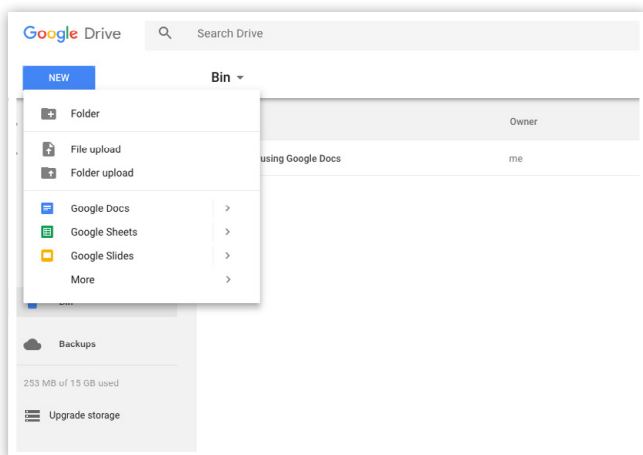 Google Drive
Search Drive
NEW
Bin
Folder
Owner
File upload
using Google Docs
me
Folder upload
Google Docs
Google Sheets
Google Slides
More
Backups
253 MB of 15 GB used
Upgrade storage